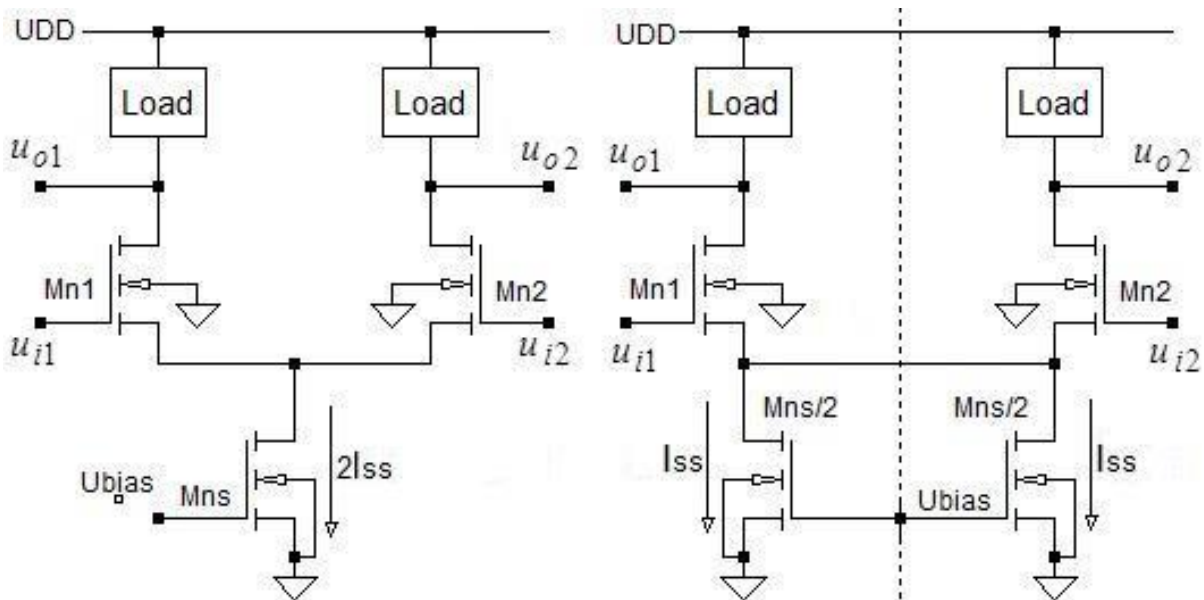 UDD
UDD
Load
Load
Load
Load
uo1
uo2
uo1
uo2
Mn1
Mn2
Mn1
Mn2
ui1
ui2
ui1
ui2
Mns/2
Mns/2
Ubias
Mns
2Iss
Iss
Ubias
Iss